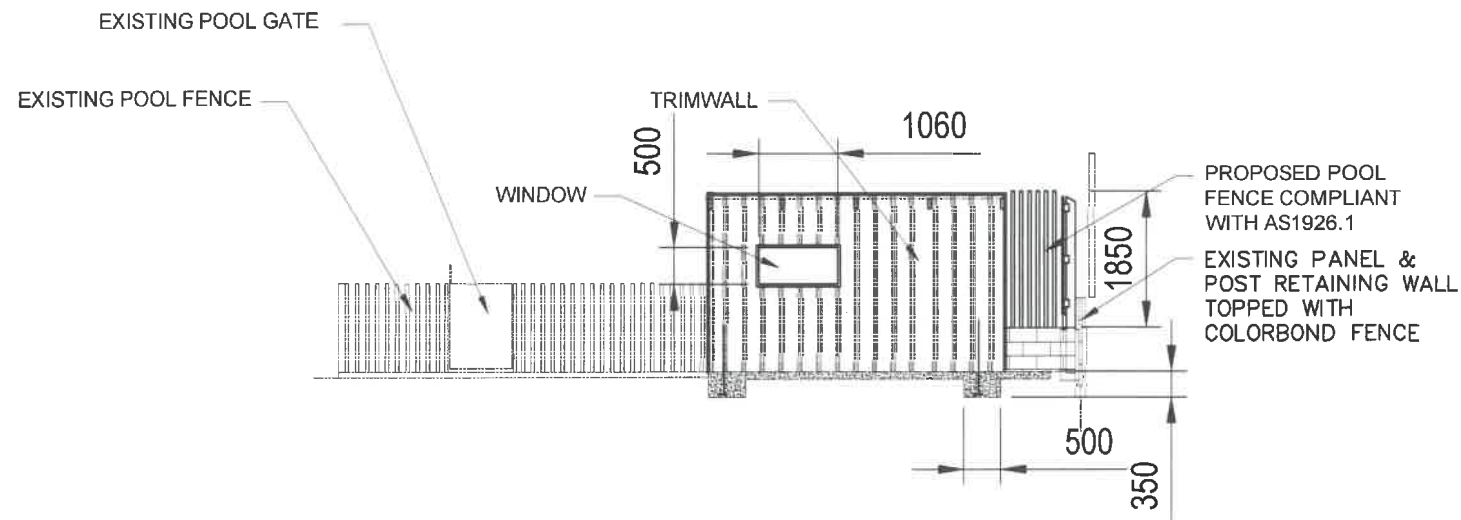 EXISTING POOL GATE
EXISTING POOL FENCE
TRIMWALL
1060
500
WINDOW
PROPOSED POOL
FENCE COMPLIANT
WITH AS1926.1
1850
EXISTING PANEL &
POST RETAINING WALL
TOPPED WITH
COLORBOND FENCE
500
350